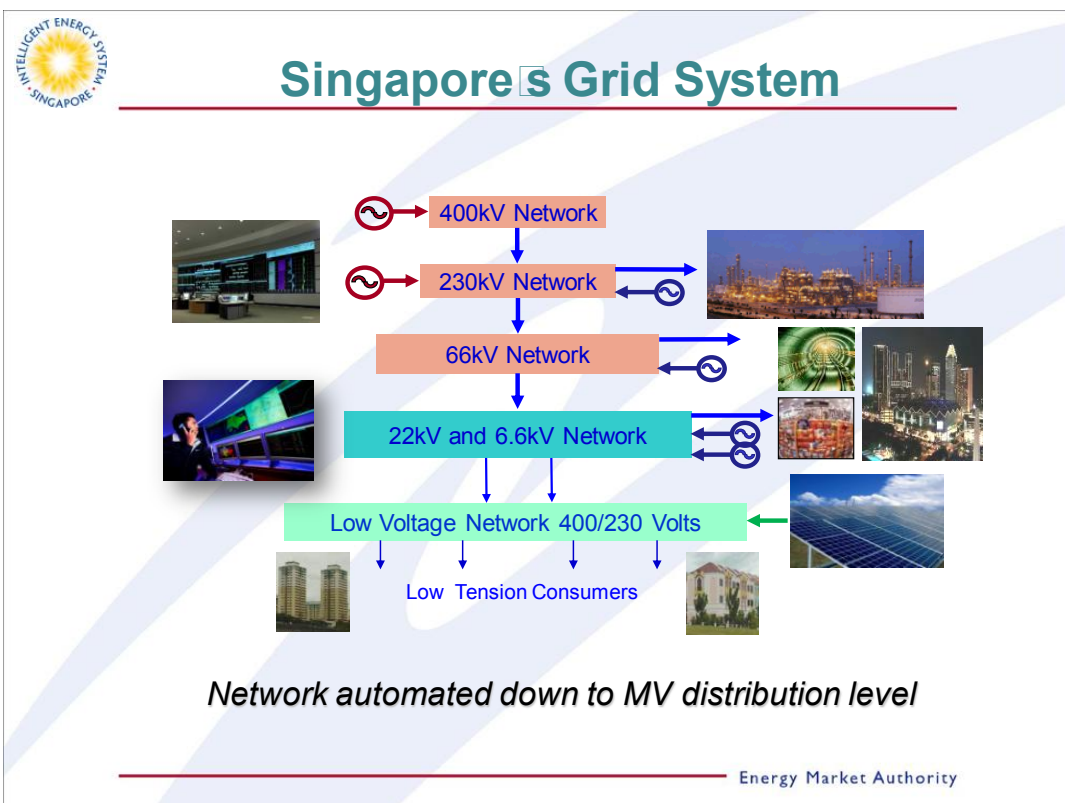 INTELLIGENT ENERGY SYSTEM
• SINGAPORE •
Singapore s Grid System
400kV Network
230kV Network
66kV Network
22kV and 6.6kV Network
Low Voltage Network 400/230 Volts
Low Tension Consumers
Network automated down to MV distribution level
Energy Market Authority